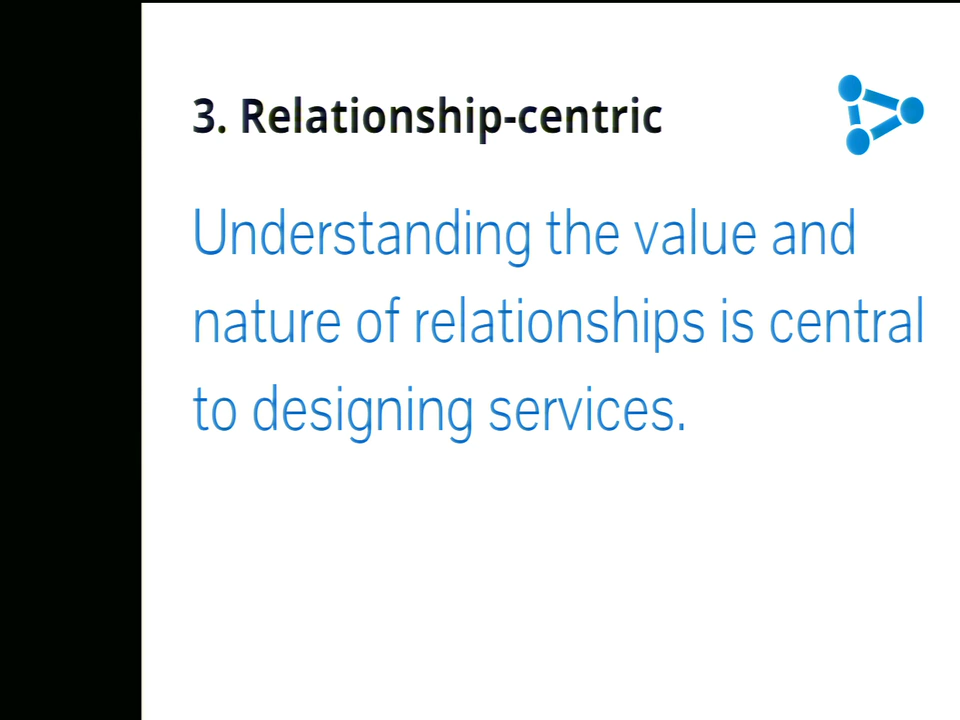 3. Relationship-centric
Understanding the value and
nature of relationships is central
to designing services.